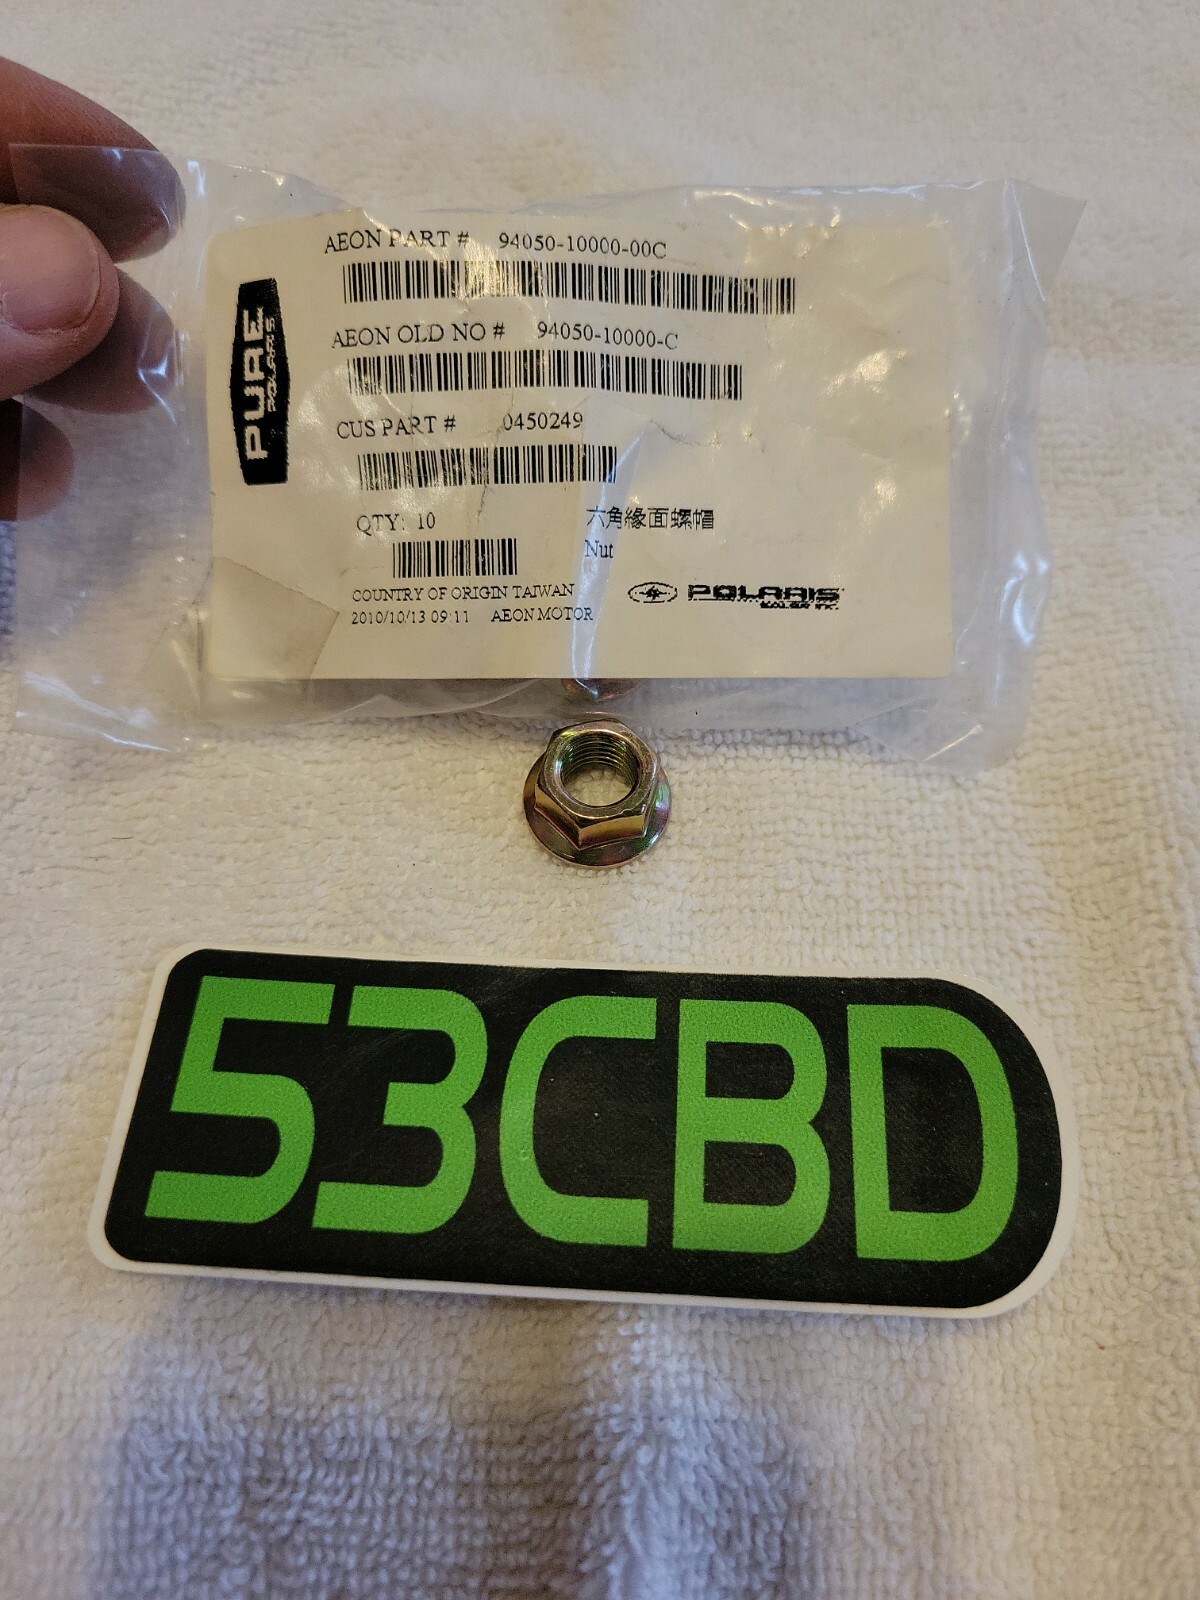 PURE
POLARIS
AEON PART # 94050-10000-00C
AEON OLD NO # 94050-10000-C
CUS PART # 0450249
QTY: 10
六角緣面螺帽
Nut
COUNTRY OF ORIGIN TAIWAN
2010/10/13 09:11 AEON MOTOR
POLARIS
53CBD